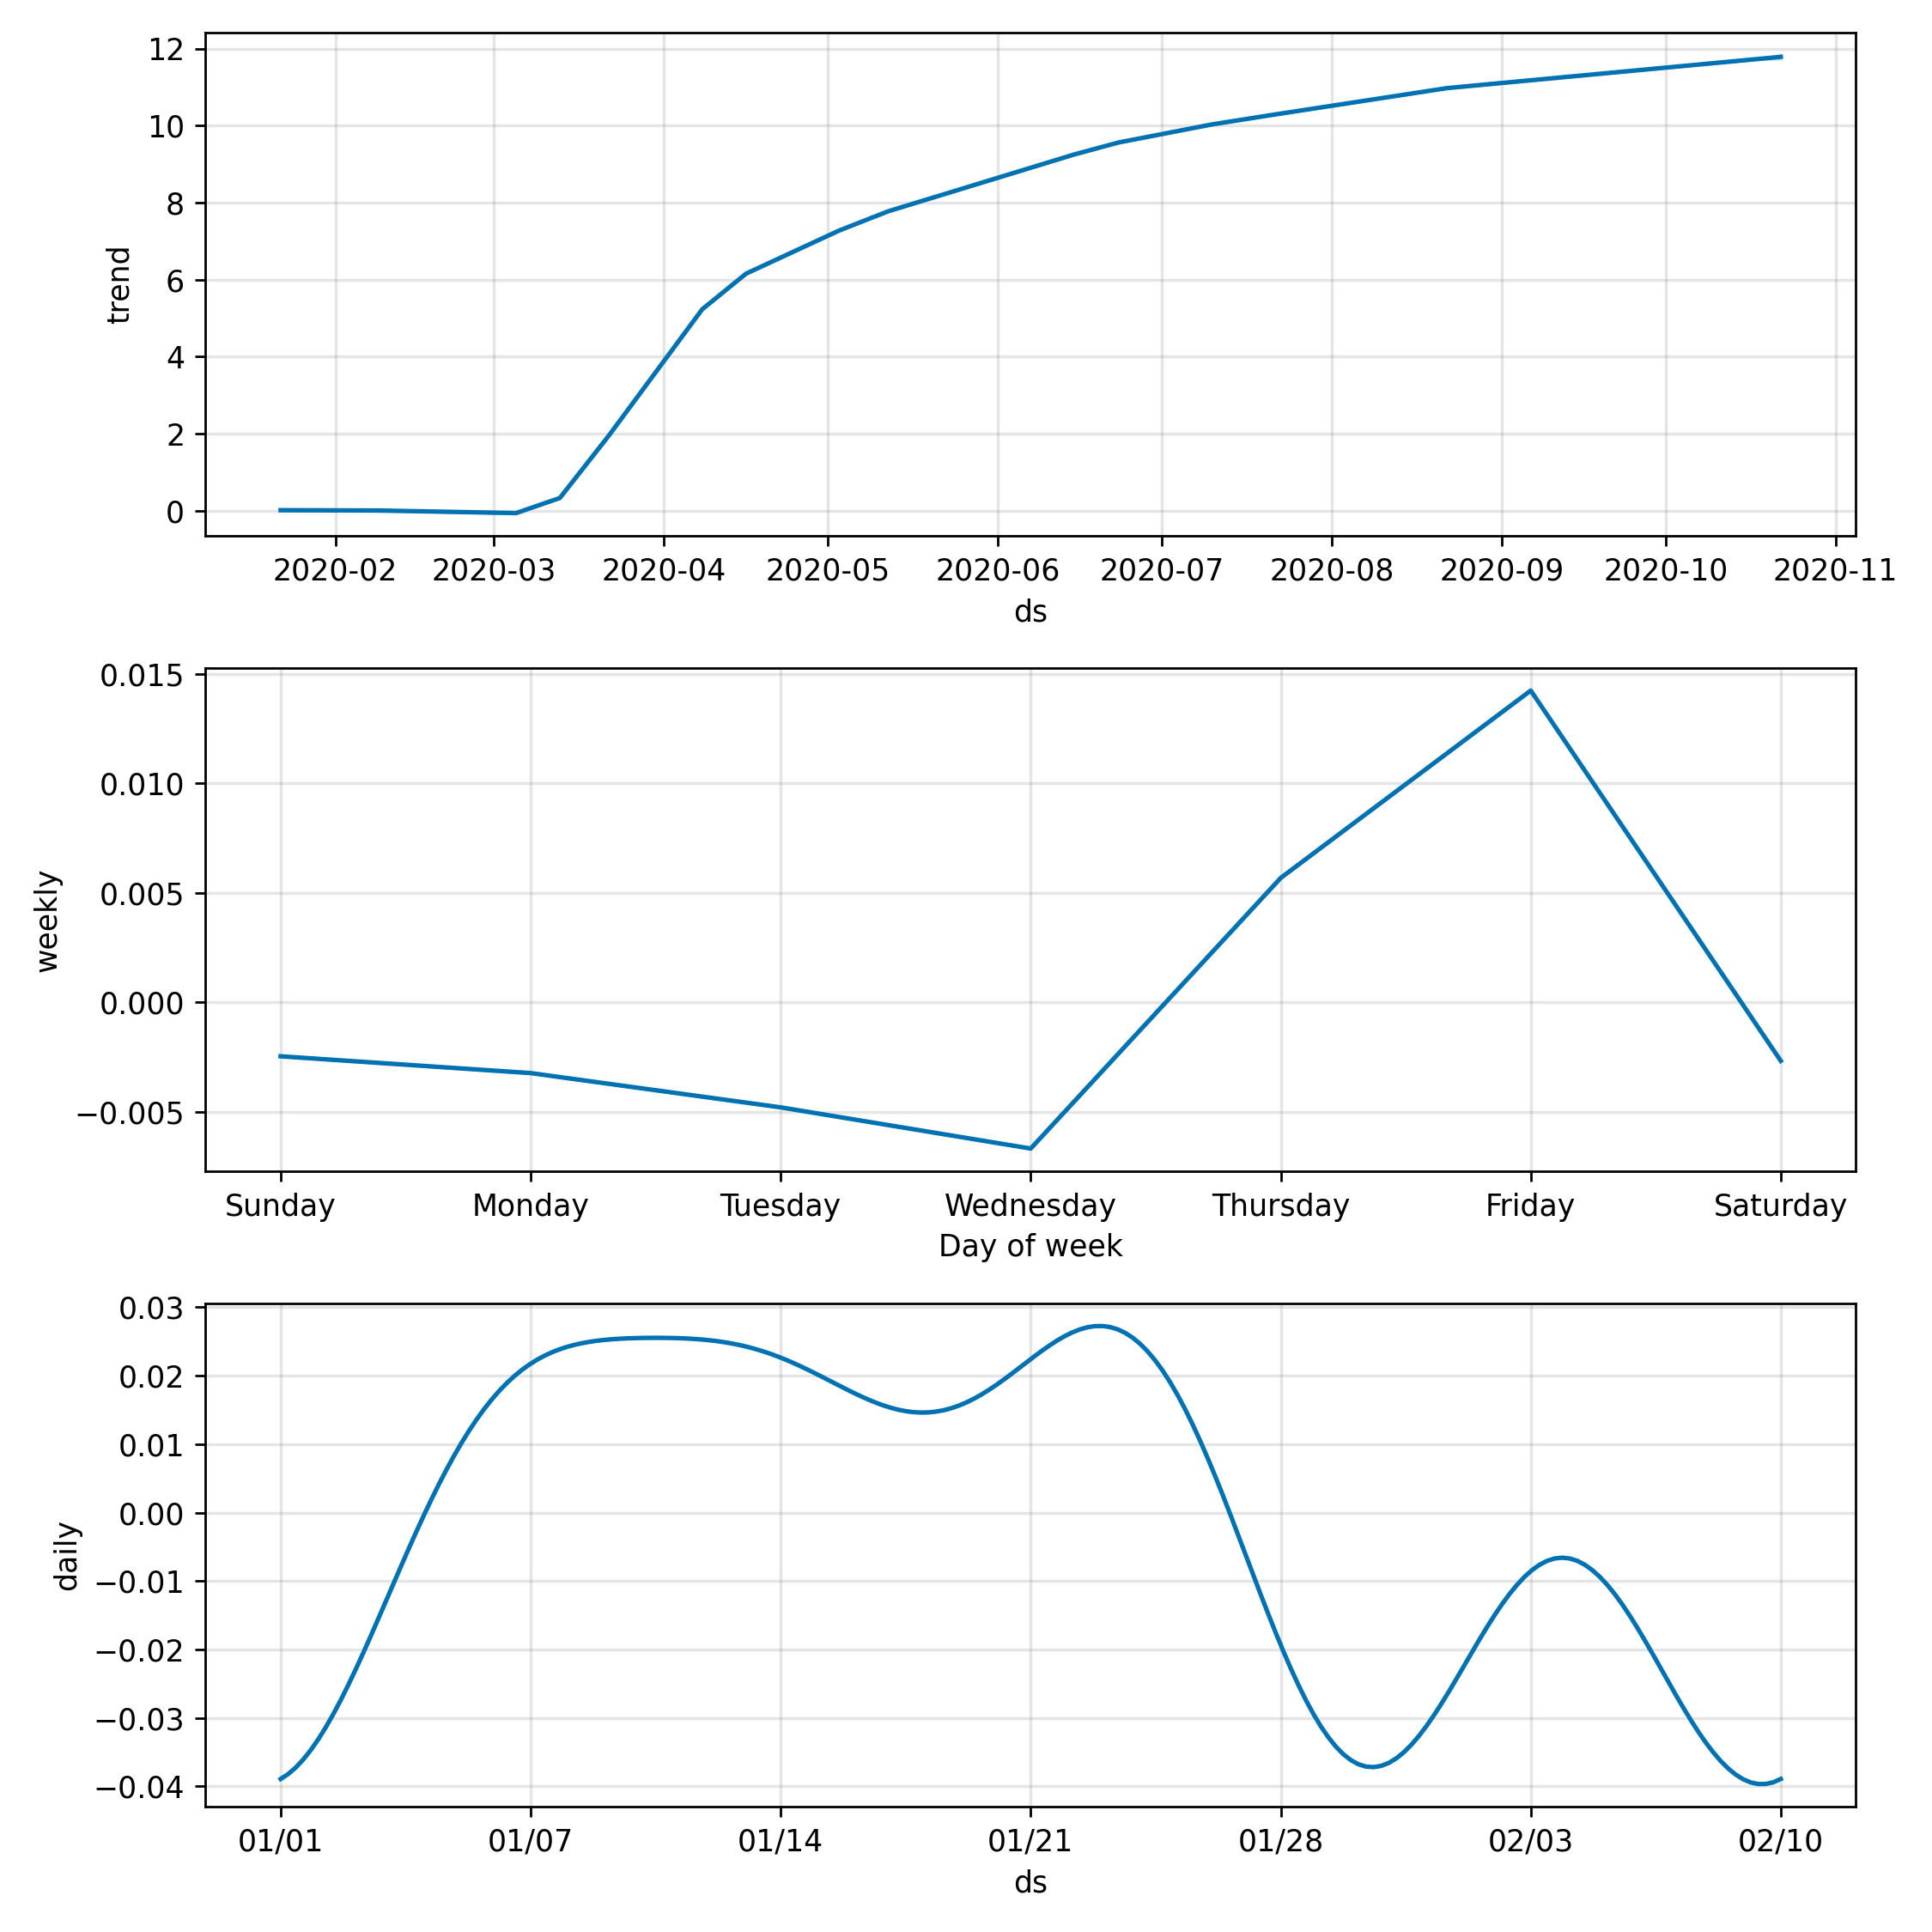 12
10
8
6
4
2
0
trend
2020-02 2020-03 2020-04 2020-05 2020-06 2020-07 2020-08 2020-09 2020-10 2020-11
ds
0.015
0.010
0.005
0.000
−0.005
weekly
Sunday Monday Tuesday Wednesday Thursday Friday Saturday
Day of week
0.03
0.02
0.01
0.00
−0.01
−0.02
−0.03
−0.04
daily
01/01 01/07 01/14 01/21 01/28 02/03 02/10
ds